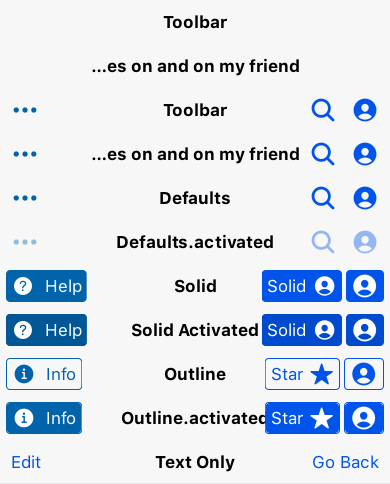 Toolbar
...es on and on my friend
Toolbar
...es on and on my friend
Defaults
Defaults.activated
Help Solid Solid
Help Solid Activated Solid
Info Outline Star
Info Outline.activated Star
Edit Text Only Go Back